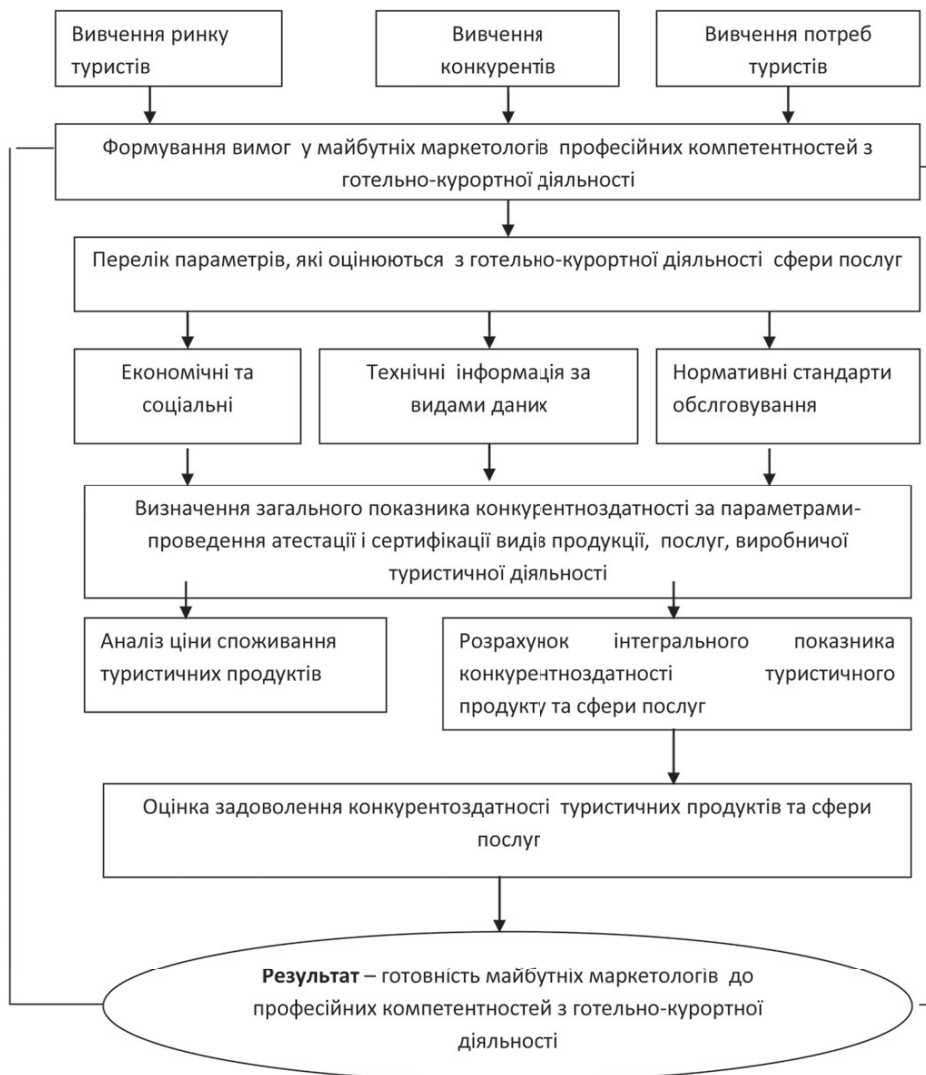 Вивчення ринку
туристів
Вивчення
конкурентів
Вивчення потреб
туристів
Формування вимог у майбутніх маркетологів професійних компетентностей з
готельно-курортної діяльності
Перелік параметрів, які оцінюються з готельно-курортної діяльності сфери послуг
Економічні та
соціальні
Технічні інформація за
видами даних
Нормативні стандарти
обслговування
Визначення загального показника конкурентноздатності за параметрами-
проведення атестації і сертифікації видів продукції, послуг, виробничої
туристичної діяльності
Аналіз ціни споживання
туристичних продуктів
Розрахунок інтегрального показника
конкурентноздатності туристичного
продукту та сфери послуг
Оцінка задоволення конкурентоздатності туристичних продуктів та сфери
послуг
Результат – готовність майбутніх маркетологів до
професійних компетентностей з готельно-курортної
діяльності